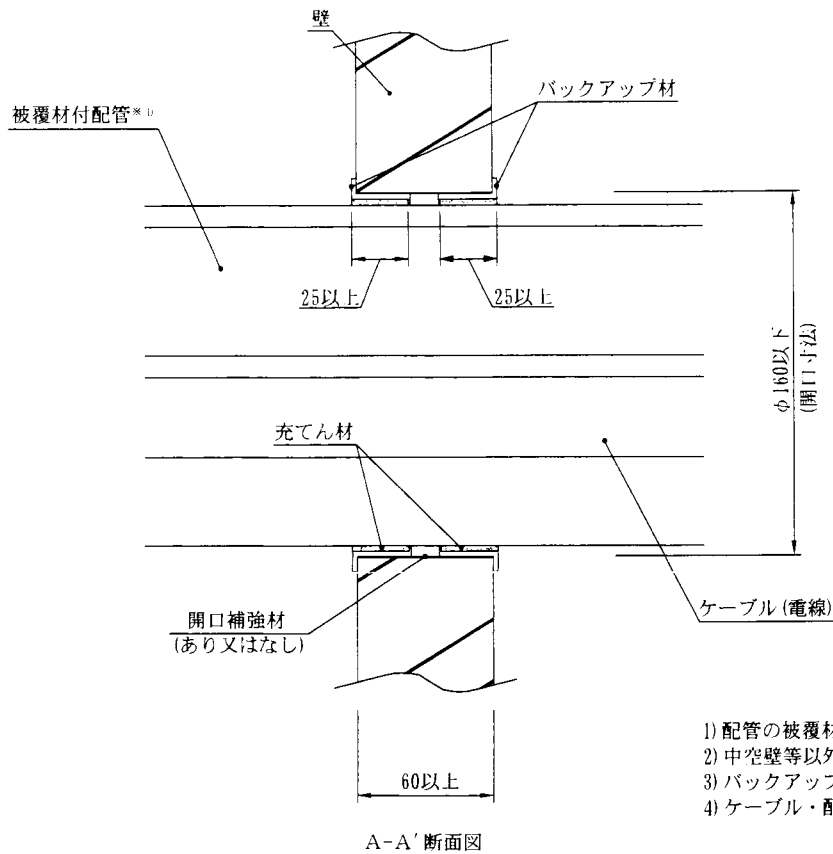 壁
バックアップ材
被覆材付配管※1)
25以上
25以上
φ160以下
(開口寸法)
充てん材
ケーブル(電線)
開口補強材
(あり又はなし)
1) 配管の被覆材
2) 中空壁等以外
3) バックアップ
4) ケーブル・配
60以上
A-A′断面図